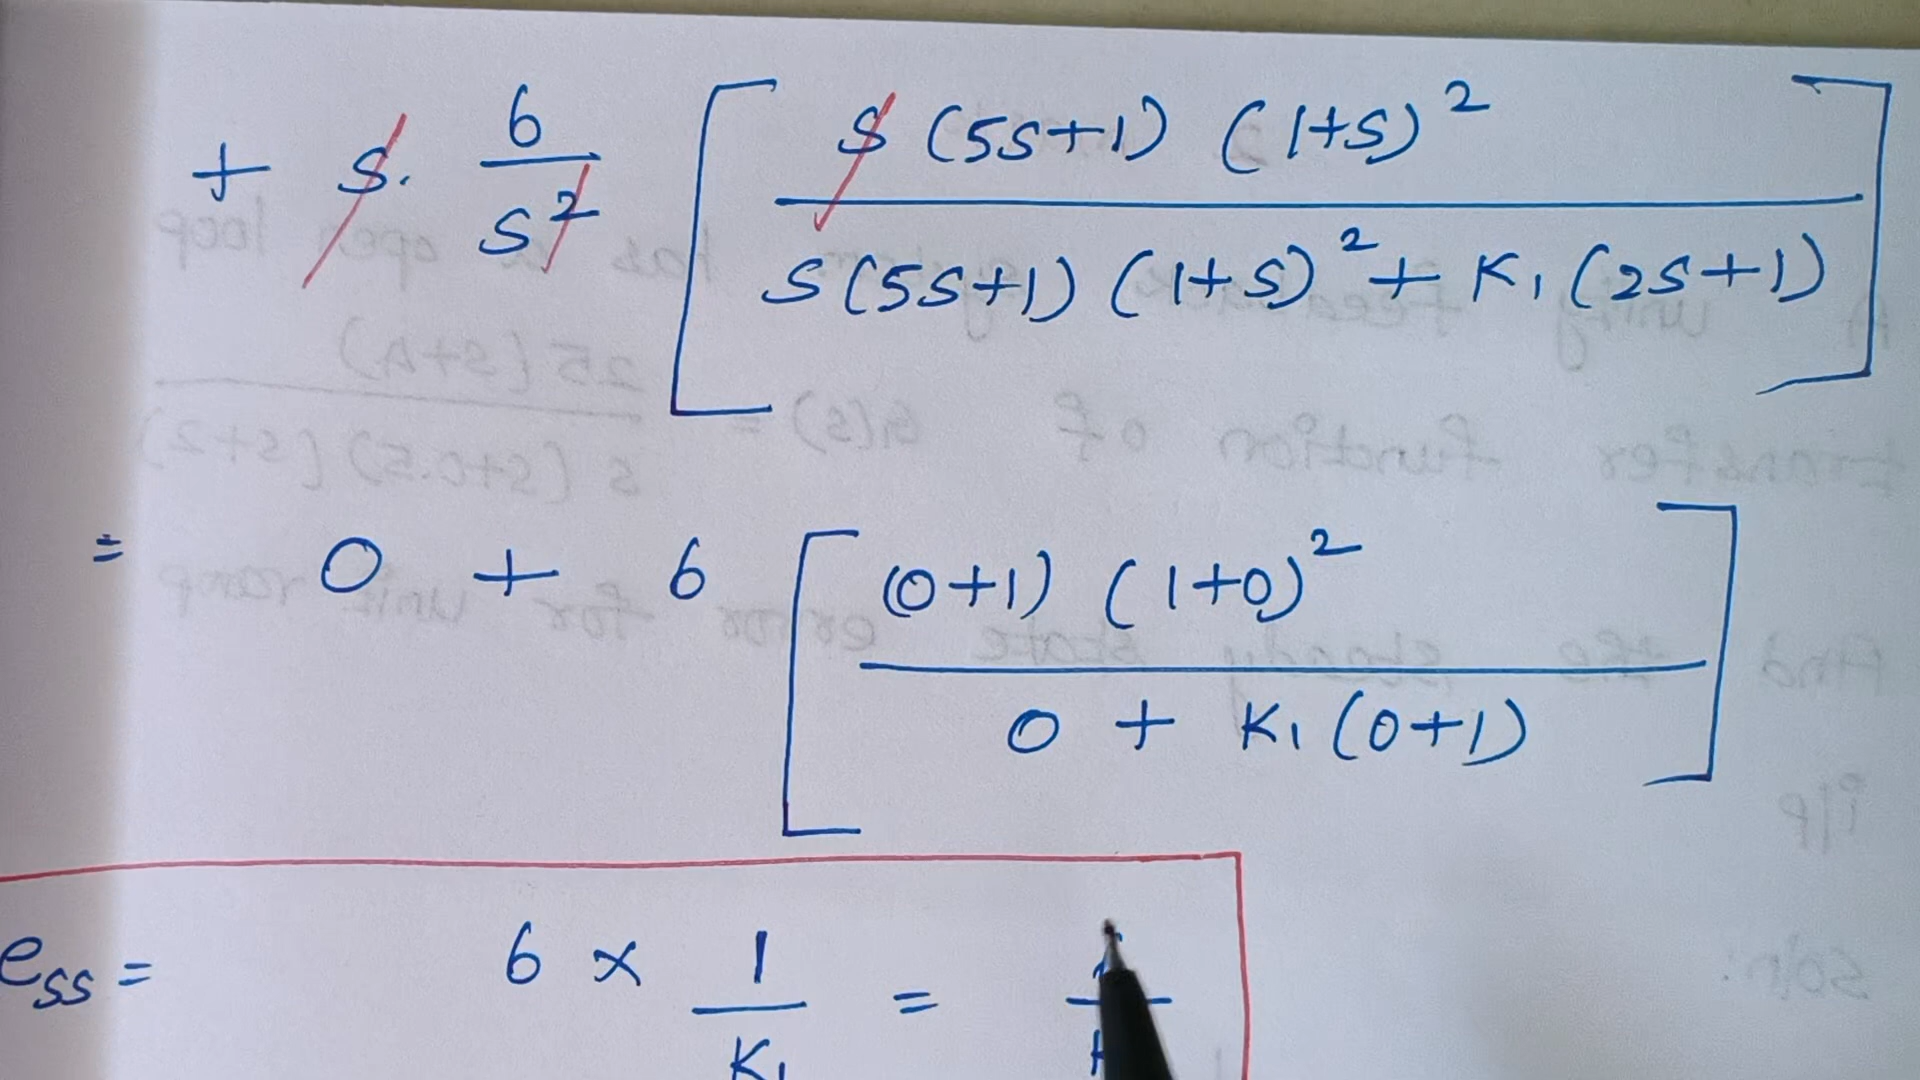 + s. 6/s² [ s (5s+1) (1+s)² / s(5s+1) (1+s)² + K₁ (2s+1) ]
= 0 + 6 [ (0+1) (1+0)² / 0 + K₁ (0+1) ]
ess = 6 × 1/K₁ =